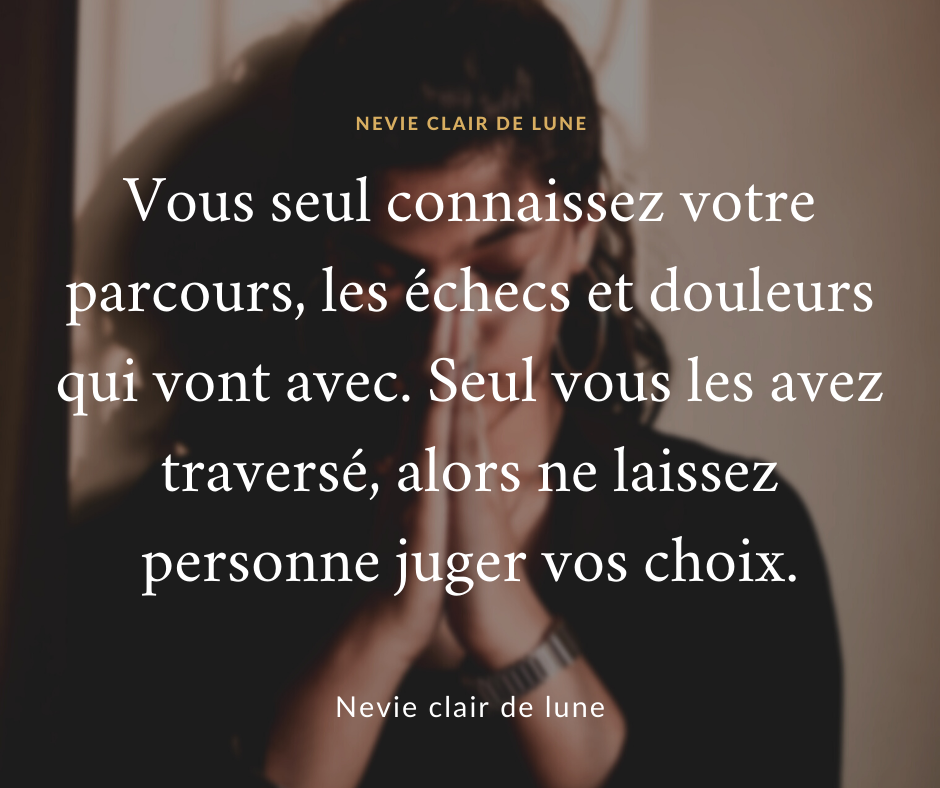 NEVIE CLAIR DE LUNE
Vous seul connaissez votre
parcours, les échecs et douleurs
qui vont avec. Seul vous les avez
traversé, alors ne laissez
personne juger vos choix.
Nevie clair de lune